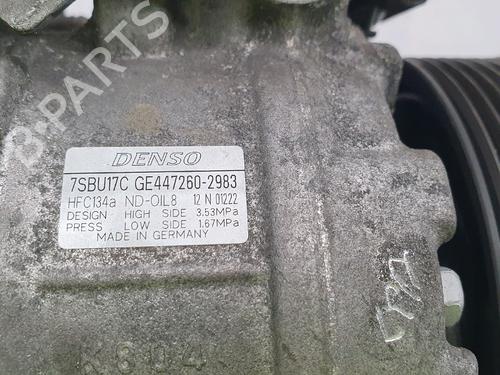 B-PARTS
DENSO
7SBU17C GE447260-2983
HFC134a ND-OIL8 12 N 01222
DESIGN HIGH SIDE 3.53MPa
PRESS LOW SIDE 1.67MPa
MADE IN GERMANY
K604